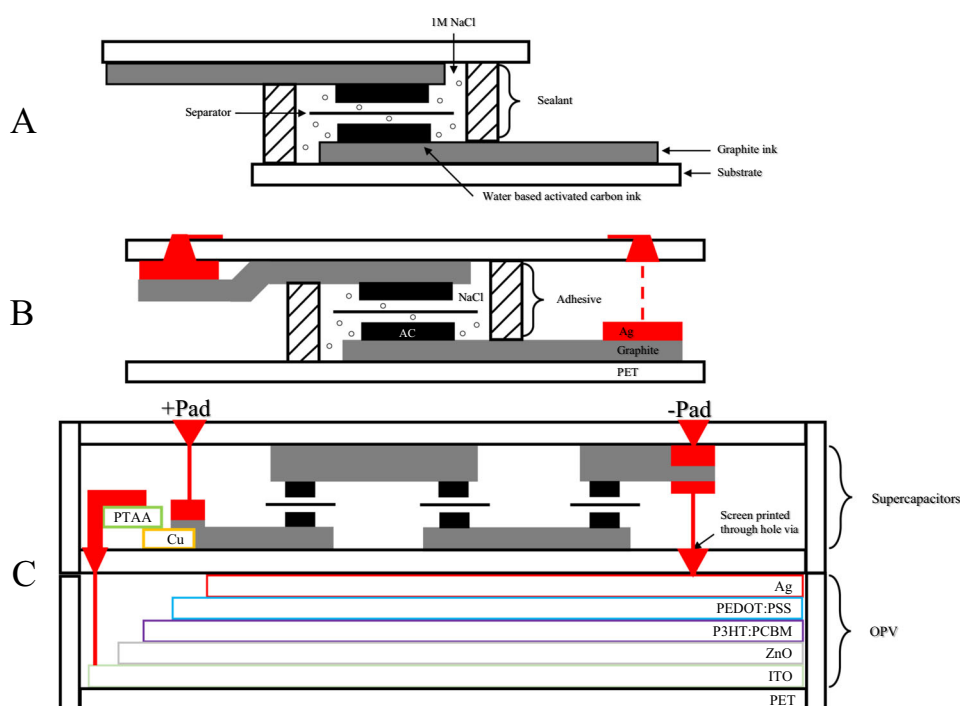 1M NaCl
A
Separator
Sealant
Graphite ink
Substrate
Water based activated carbon ink
B
NaCl
Adhesive
AC
Ag
Graphite
PET
+Pad
-Pad
Supercapacitors
PTAA
Screen printed
through hole via
Cu
C
Ag
PEDOT:PSS
OPV
P3HT:PCBM
ZnO
ITO
PET